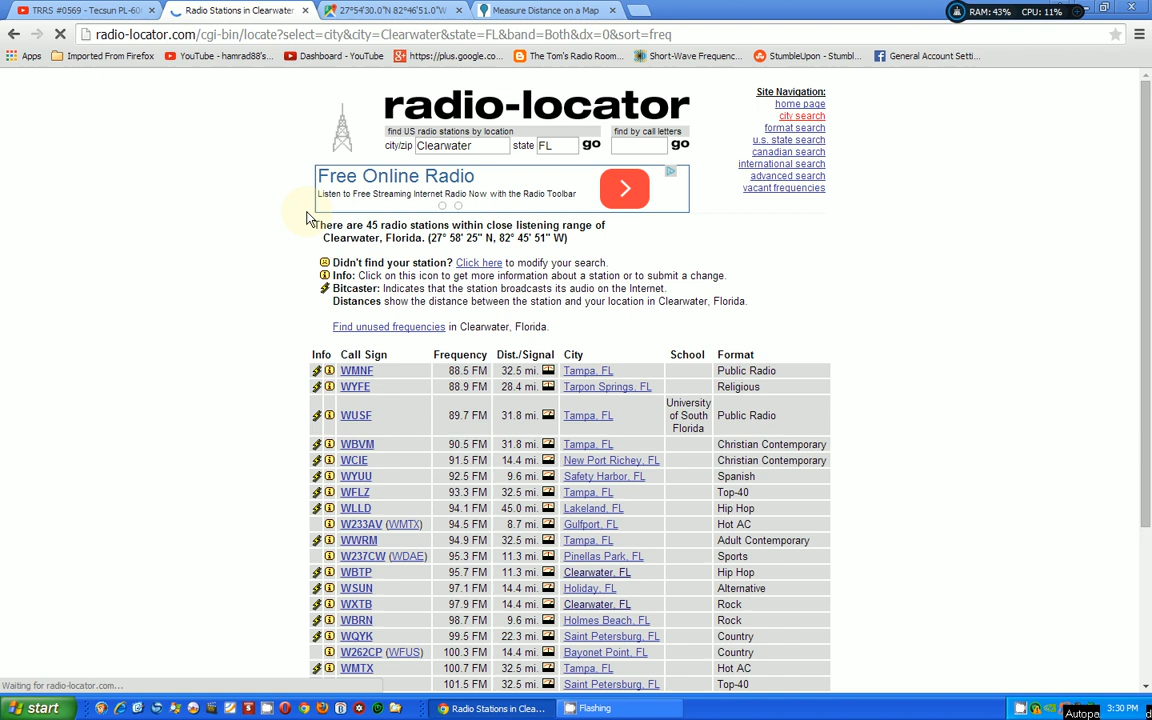 TRRS #0569 - Tecsun PL-60
Radio Stations in Clearwater
27°54'30.0"N 82°46'51.0"W
Measure Distance on a Map
RAM: 43% CPU: 11%
radio-locator.com/cgi-bin/locate?select=city&city=Clearwater&state=FL&band=Both&dx=0&sort=freq
Apps
Imported From Firefox
YouTube - hamrad88's...
Dashboard - YouTube
https://plus.google.co...
The Tom's Radio Room...
Short-Wave Frequenc...
StumbleUpon - Stumbl...
General Account Setti...
radio-locator
find US radio stations by location
find by call letters
city/zip Clearwater state FL go
go
Site Navigation:
home page
city search
format search
u.s. state search
canadian search
international search
advanced search
vacant frequencies
Free Online Radio
Listen to Free Streaming Internet Radio Now with the Radio Toolbar
There are 45 radio stations within close listening range of
Clearwater, Florida. (27° 58' 25" N, 82° 45' 51" W)
Didn't find your station? Click here to modify your search.
Info: Click on this icon to get more information about a station or to submit a change.
Bitcaster: Indicates that the station broadcasts its audio on the Internet.
Distances show the distance between the station and your location in Clearwater, Florida.
Find unused frequencies in Clearwater, Florida.
Info Call Sign Frequency Dist./Signal City School Format
WMNF 88.5 FM 32.5 mi. Tampa, FL Public Radio
WYFE 88.9 FM 28.4 mi. Tarpon Springs, FL Religious
WUSF 89.7 FM 31.8 mi. Tampa, FL University of South Florida Public Radio
WBVM 90.5 FM 31.8 mi. Tampa, FL Christian Contemporary
WCIE 91.5 FM 14.4 mi. New Port Richey, FL Christian Contemporary
WYUU 92.5 FM 9.6 mi. Safety Harbor, FL Spanish
WFLZ 93.3 FM 32.5 mi. Tampa, FL Top-40
WLLD 94.1 FM 45.0 mi. Lakeland, FL Hip Hop
W233AV (WMTX) 94.5 FM 8.7 mi. Gulfport, FL Hot AC
WWRM 94.9 FM 32.5 mi. Tampa, FL Adult Contemporary
W237CW (WDAE) 95.3 FM 11.3 mi. Pinellas Park, FL Sports
WBTP 95.7 FM 11.3 mi. Clearwater, FL Hip Hop
WSUN 97.1 FM 14.4 mi. Holiday, FL Alternative
WXTB 97.9 FM 14.4 mi. Clearwater, FL Rock
WBRN 98.7 FM 9.6 mi. Holmes Beach, FL Rock
WQYK 99.5 FM 22.3 mi. Saint Petersburg, FL Country
W262CP (WFUS) 100.3 FM 14.4 mi. Bayonet Point, FL Country
WMTX 100.7 FM 32.5 mi. Tampa, FL Hot AC
101.5 FM 32.5 mi. Saint Petersburg, FL Top-40
Waiting for radio-locator.com...
start
Radio Stations in Clea...
Flashing
Autopa
3:30 PM